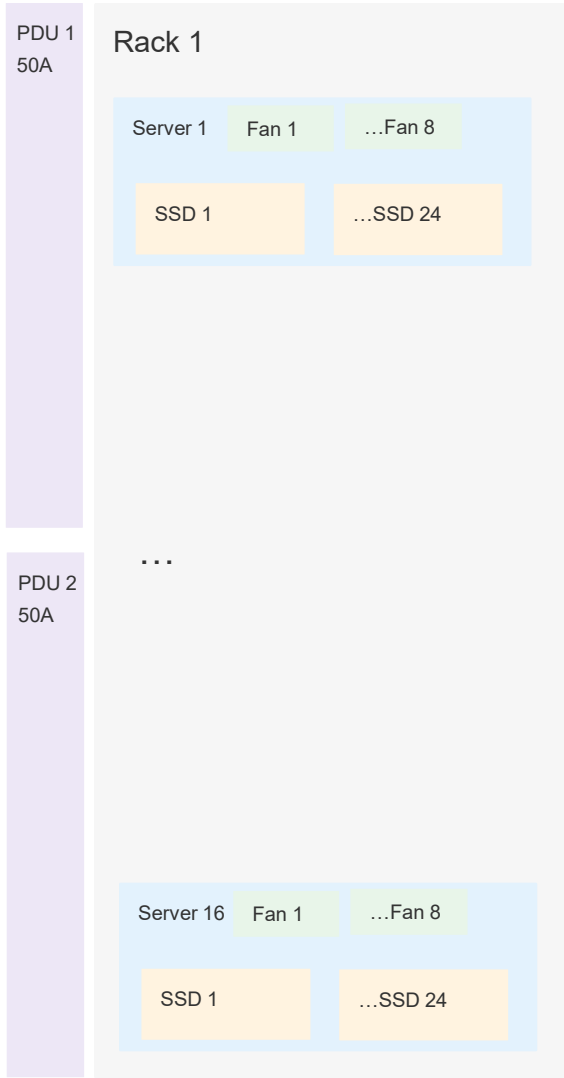 PDU 1
50A
Rack 1
Server 1
Fan 1
…Fan 8
SSD 1
…SSD 24
…
PDU 2
50A
Server 16
Fan 1
…Fan 8
SSD 1
…SSD 24